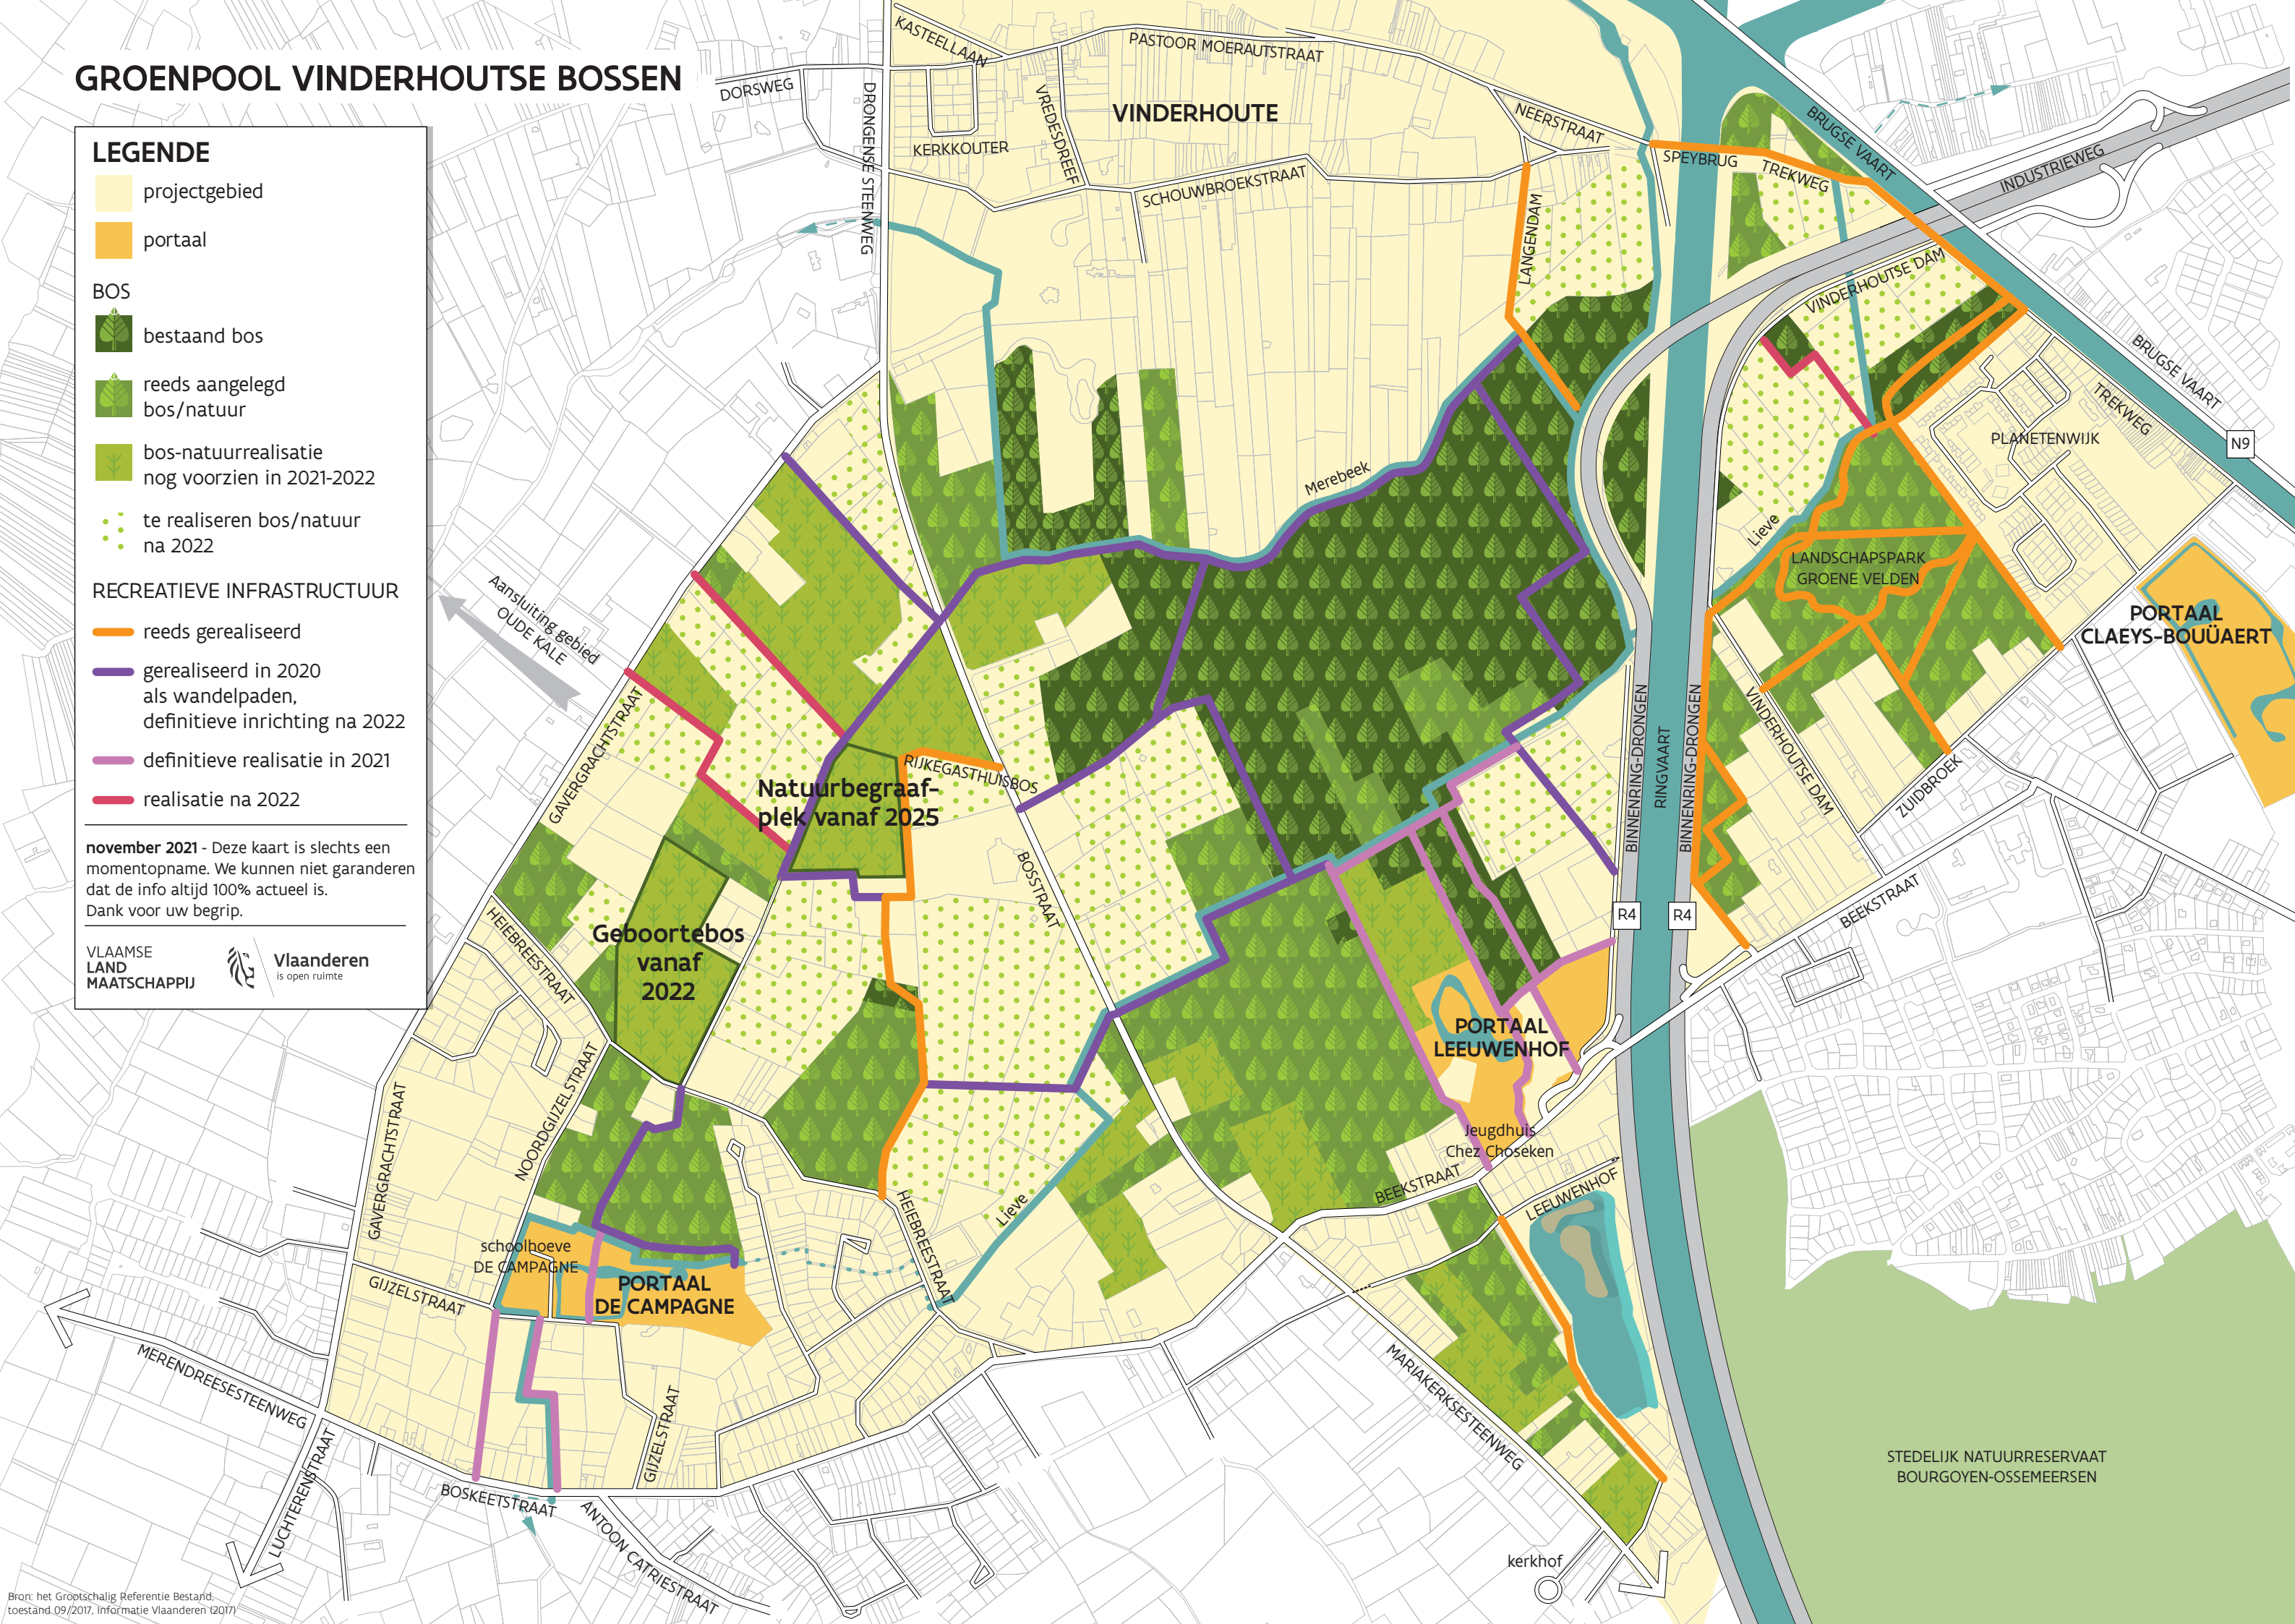 GROENPOOL VINDERHOUTSE BOSSEN
LEGENDE
projectgebied
portaal
BOS
bestaand bos
reeds aangelegd
bos/natuur
bos-natuurrealisatie
nog voorzien in 2021-2022
te realiseren bos/natuur
na 2022
RECREATIEVE INFRASTRUCTUUR
reeds gerealiseerd
gerealiseerd in 2020
als wandelpaden,
definitieve inrichting na 2022
definitieve realisatie in 2021
realisatie na 2022
november 2021 - Deze kaart is slechts een
momentopname. We kunnen niet garanderen
dat de info altijd 100% actueel is.
Dank voor uw begrip.
VLAAMSE
LAND
MAATSCHAPPIJ
Vlaanderen
is open ruimte
KASTEELLAAN
PASTOOR MOERAUTSTRAAT
DORSWEG
DRONGENSE STEENWEG
VREDESDREEF
VINDERHOUTE
KERKKOUTER
SCHOUWBROEKSTRAAT
NEERSTRAAT
LANGENDAM
SPEYBRUG
TREKWEG
BRUGSE VAART
INDUSTRIEWEG
VINDERHOUTSE DAM
BRUGSE VAART
TREKWEG
N9
PLANETENWIJK
Merebeek
Lieve
LANDSCHAPSPARK
GROENE VELDEN
PORTAAL
CLAEYS-BOUÜAERT
Aansluiting gebied
OUDE KALE
GAVERGRACHTSTRAAT
RIJKEGASTHUISBOS
Natuurbegraaf-
plek vanaf 2025
BINNENRING-DRONGEN
RINGVAART
BINNENRING-DRONGEN
VINDERHOUTSE DAM
ZUIDBROEK
BEEKSTRAAT
R4
R4
BOSSTRAAT
HEIEBREESTRAAT
Geboortebos
vanaf
2022
PORTAAL
LEEUWENHOF
NOORDGIJZELSTRAAT
GAVERGRACHTSTRAAT
Jeugdhuis
Chez Choseken
BEEKSTRAAT
LEEUWENHOF
HEIEBREESTRAAT
Lieve
schoolhoeve
DE CAMPAGNE
PORTAAL
DE CAMPAGNE
GIJZELSTRAAT
MERENDREESESTEENWEG
GIJZELSTRAAT
MARIAKERKSESTEENWEG
LUCHTERENSTRAAT
BOSKEETSTRAAT
ANTOON CATRIESTRAAT
STEDELIJK NATUURRESERVAAT
BOURGOYEN-OSSEMEERSEN
kerkhof
Bron: het Grootschalig Referentie Bestand,
toestand 09/2017, Informatie Vlaanderen (2017)